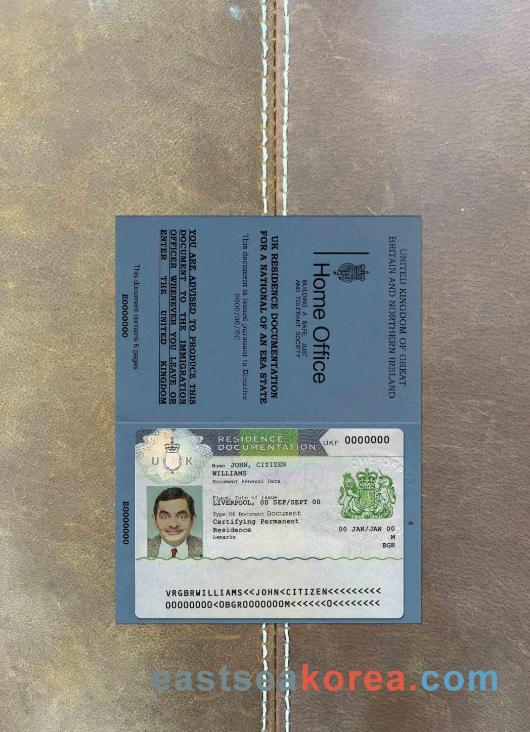 UNITED KINGDOM OF GREAT
BRITAIN AND NORTHERN IRELAND
Home Office
BUILDING A SAFE, JUST
AND TOLERANT SOCIETY
UK RESIDENCE DOCUMENTATION
FOR A NATIONAL OF AN EEA STATE
This document is issued pursuant to Directive
0000/00/EC
YOU ARE ADVISED TO PRODUCE THIS
DOCUMENT TO THE IMMIGRATION
OFFICER WHENEVER YOU LEAVE OR
ENTER THE UNITED KINGDOM
This document contains 6 pages
E0000000
RESIDENCE
DOCUMENTATION
UKF 0000000
U K
Name JOHN, CITIZEN
WILLIAMS
Document Renewal Date
Place, Date of issue
LIVERPOOL, 00 SEP/SEPT 00
Type Of Document Document
Certifying Permanent
Residence
Remarks
00 JAN/JAN 00
M
BGR
4
E0000000
VRGBRWILLIAMS<<JOHN<CITIZEN<<<<<<<<<
00000000<0BGR0000000M<<<<<<0<<<<<<<<
eastseakorea.com